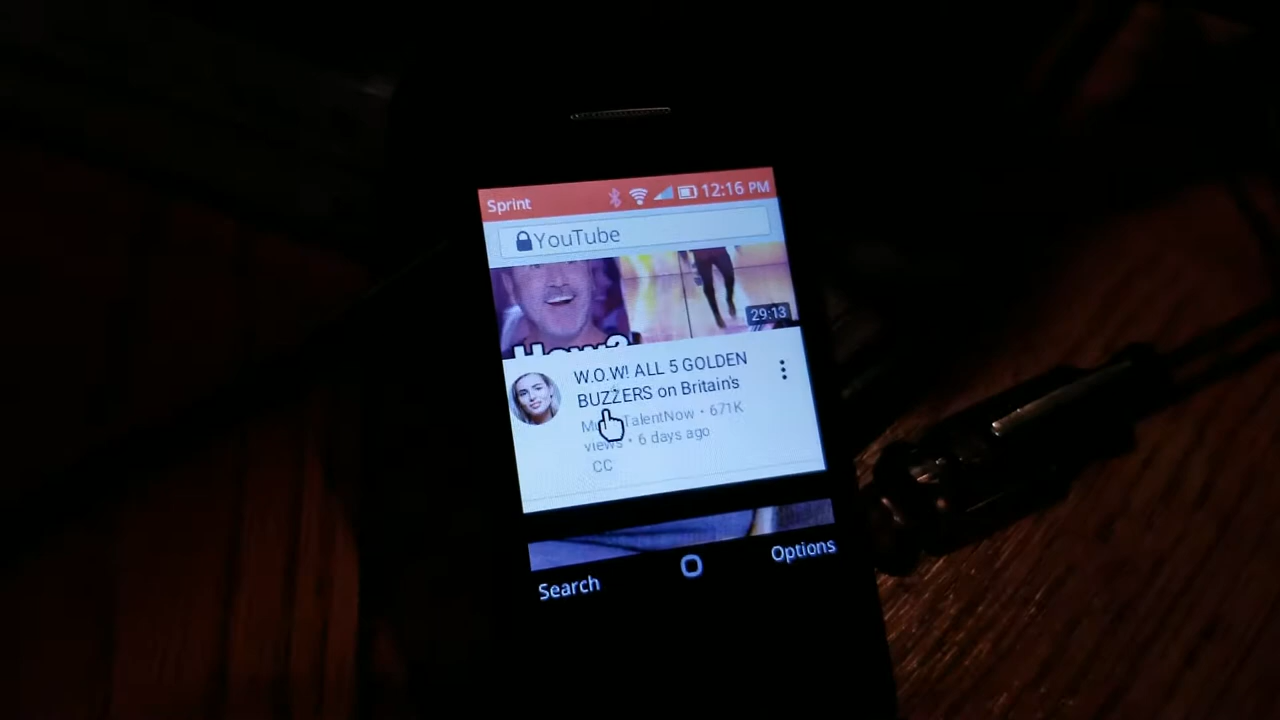 Sprint 12:16 PM
YouTube
29:13
How?
W.O.W! ALL 5 GOLDEN
BUZZERS on Britain's
TalentNow • 671K
views • 6 days ago
CC
Search Options